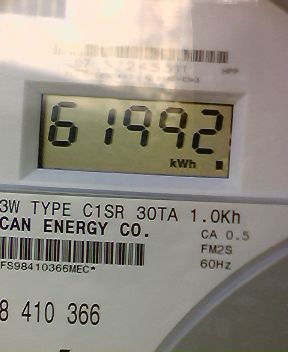 61992
kWh
3W TYPE C1SR 30TA 1.0Kh
CAN ENERGY CO.
CA 0.5
FM2S
60Hz
FS98410366MEC*
8 410 366